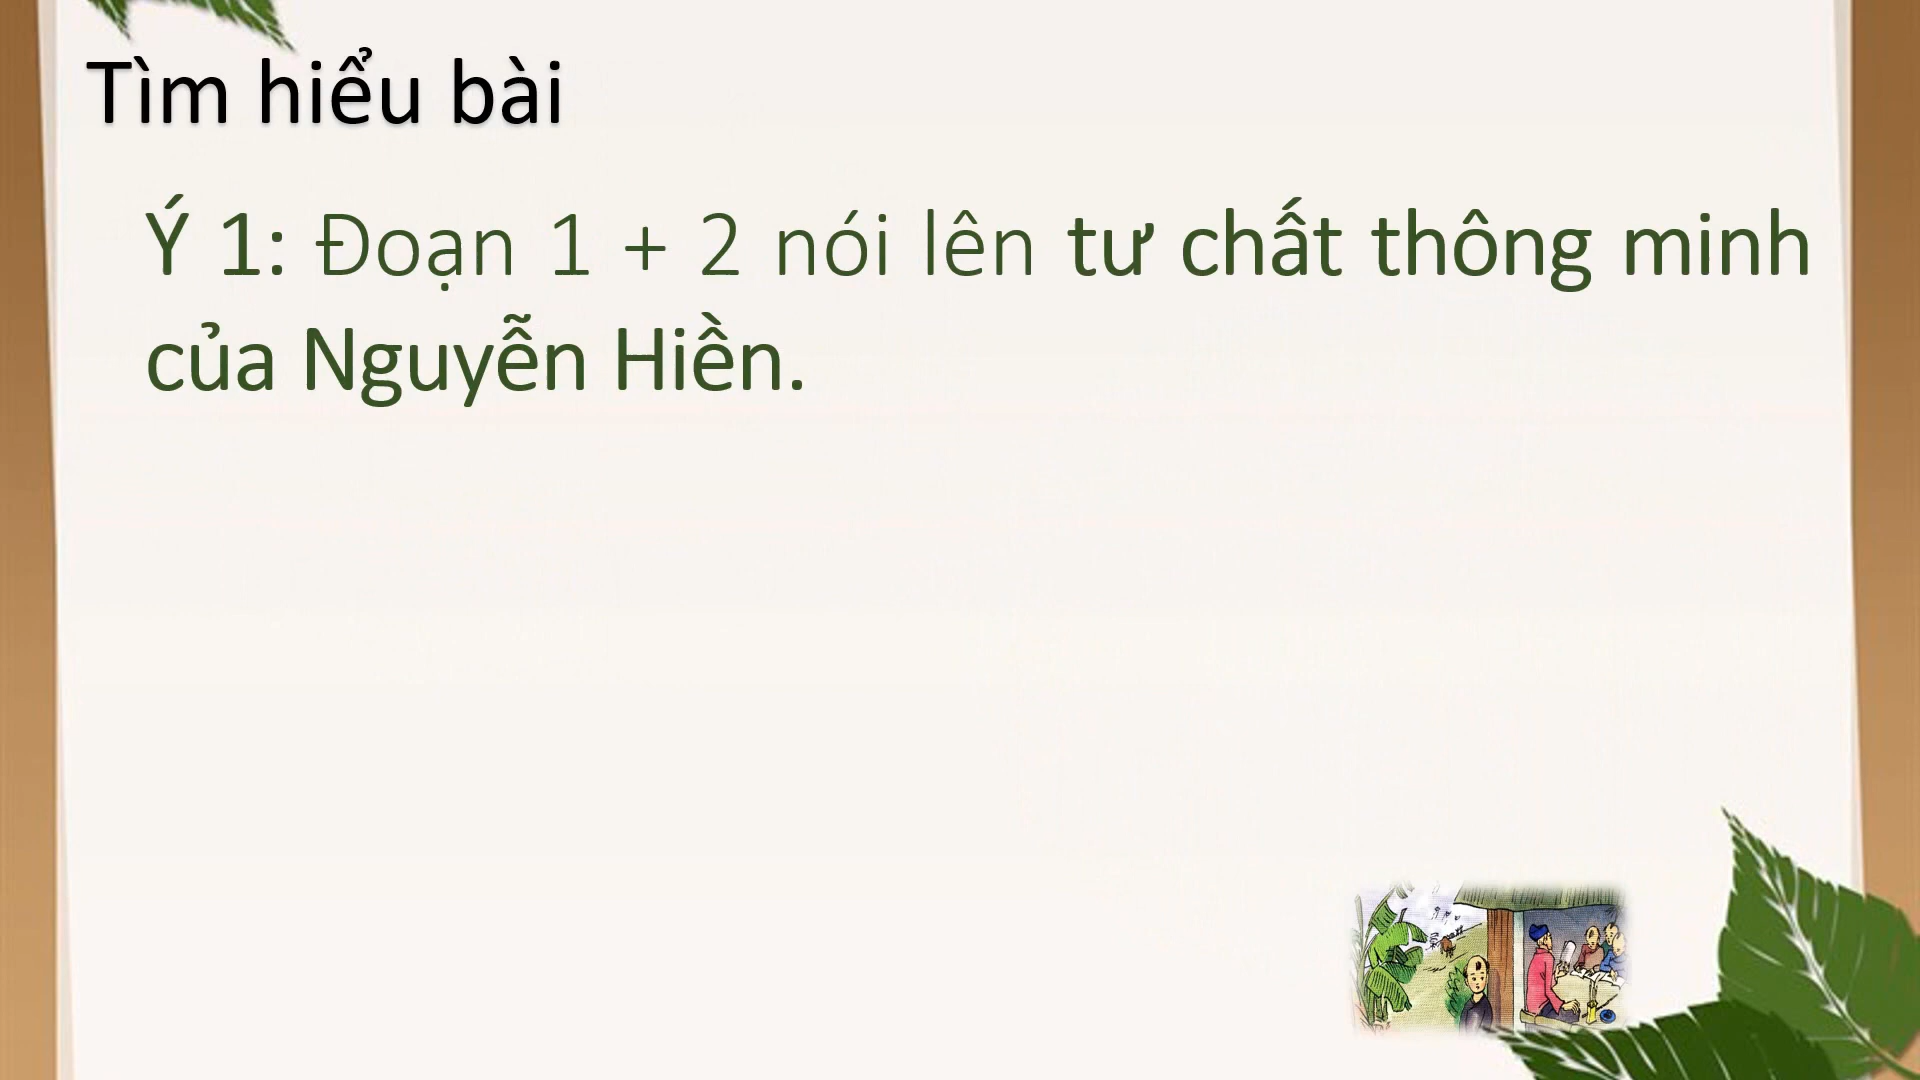 Tìm hiểu bài
Ý 1: Đoạn 1 + 2 nói lên tư chất thông minh
của Nguyễn Hiền.